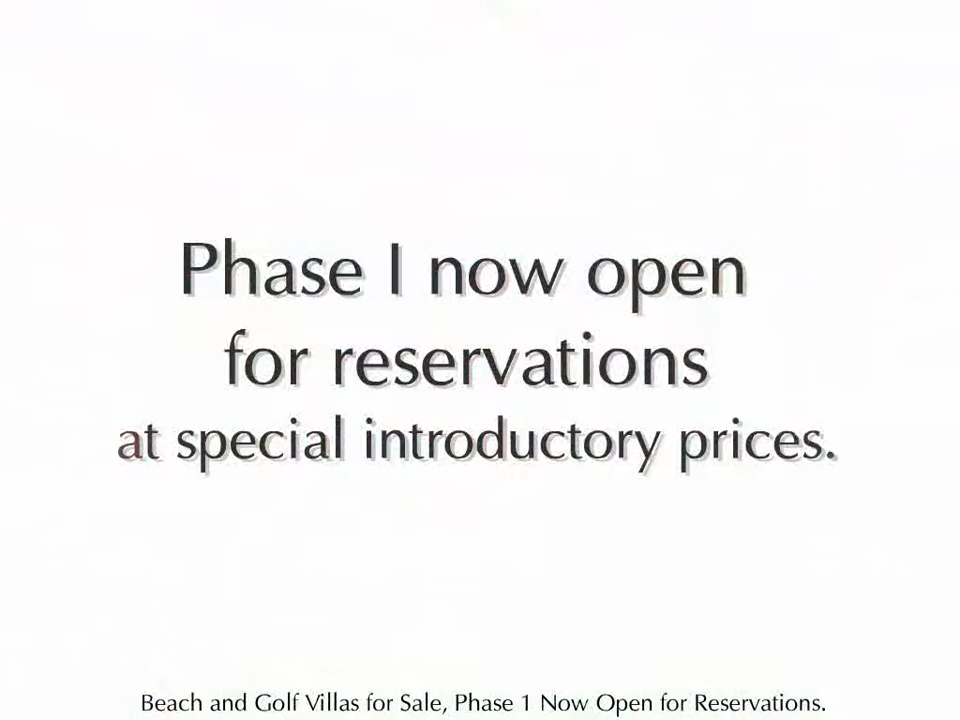 Phase I now open
for reservations
at special introductory prices.
Beach and Golf Villas for Sale, Phase 1 Now Open for Reservations.